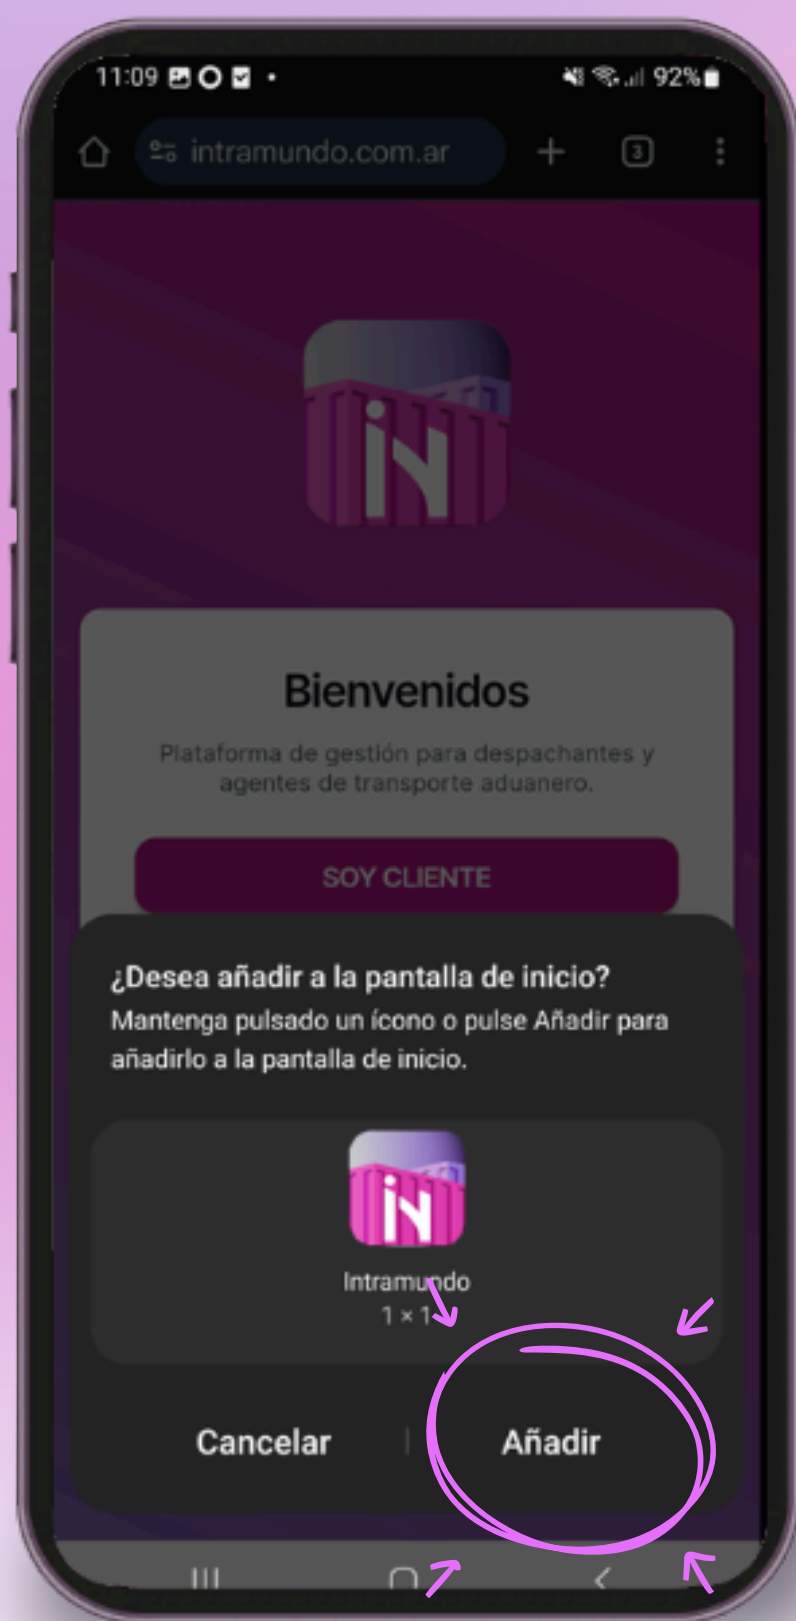 11:09
92%
intramundo.com.ar
3
iN
Bienvenidos
Plataforma de gestión para despachantes y
agentes de transporte aduanero.
SOY CLIENTE
¿Desea añadir a la pantalla de inicio?
Mantenga pulsado un ícono o pulse Añadir para
añadirlo a la pantalla de inicio.
iN
Intramundo
1 × 1
Cancelar
Añadir